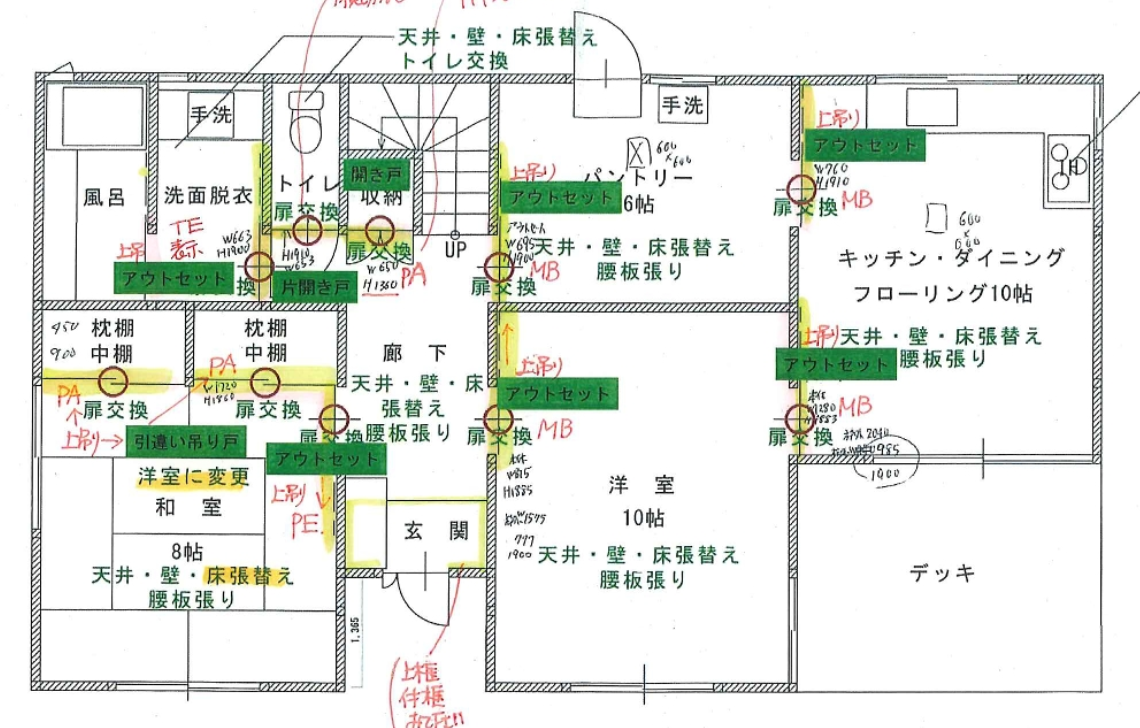 天井・壁・床張替え
トイレ交換
手洗
手洗
上吊り
アウトセット
W760
H1910
扉交換
MB
開き戸
トイレ
収納
扉交換
扉交換
W650
H1360
PA
片開き戸
UP
風呂
洗面脱衣
TE
表示
W663
H1900
上吊
アウトセット
上吊り
アウトセット
パントリー
6帖
600
×
600
天井・壁・床張替え
腰板張り
扉交換
MB
600
×
600
キッチン・ダイニング
フローリング10帖
天井・壁・床張替え
腰板張り
IH
上吊り
アウトセット
扉交換
MB
985
1900
450
900
枕棚
中棚
枕棚
中棚
PA
扉交換
PA
W1720
H1860
扉交換
上吊り→
引違い吊り戸
廊 下
天井・壁・床
張替え
腰板張り
アウトセット
上吊り
PE
上吊り
アウトセット
扉交換
MB
W815
H1885
洋室に変更
和 室
8帖
天井・壁・床張替え
腰板張り
玄 関
1,365
洋 室
10帖
天井・壁・床張替え
腰板張り
777
1900
デッキ
上框
付框